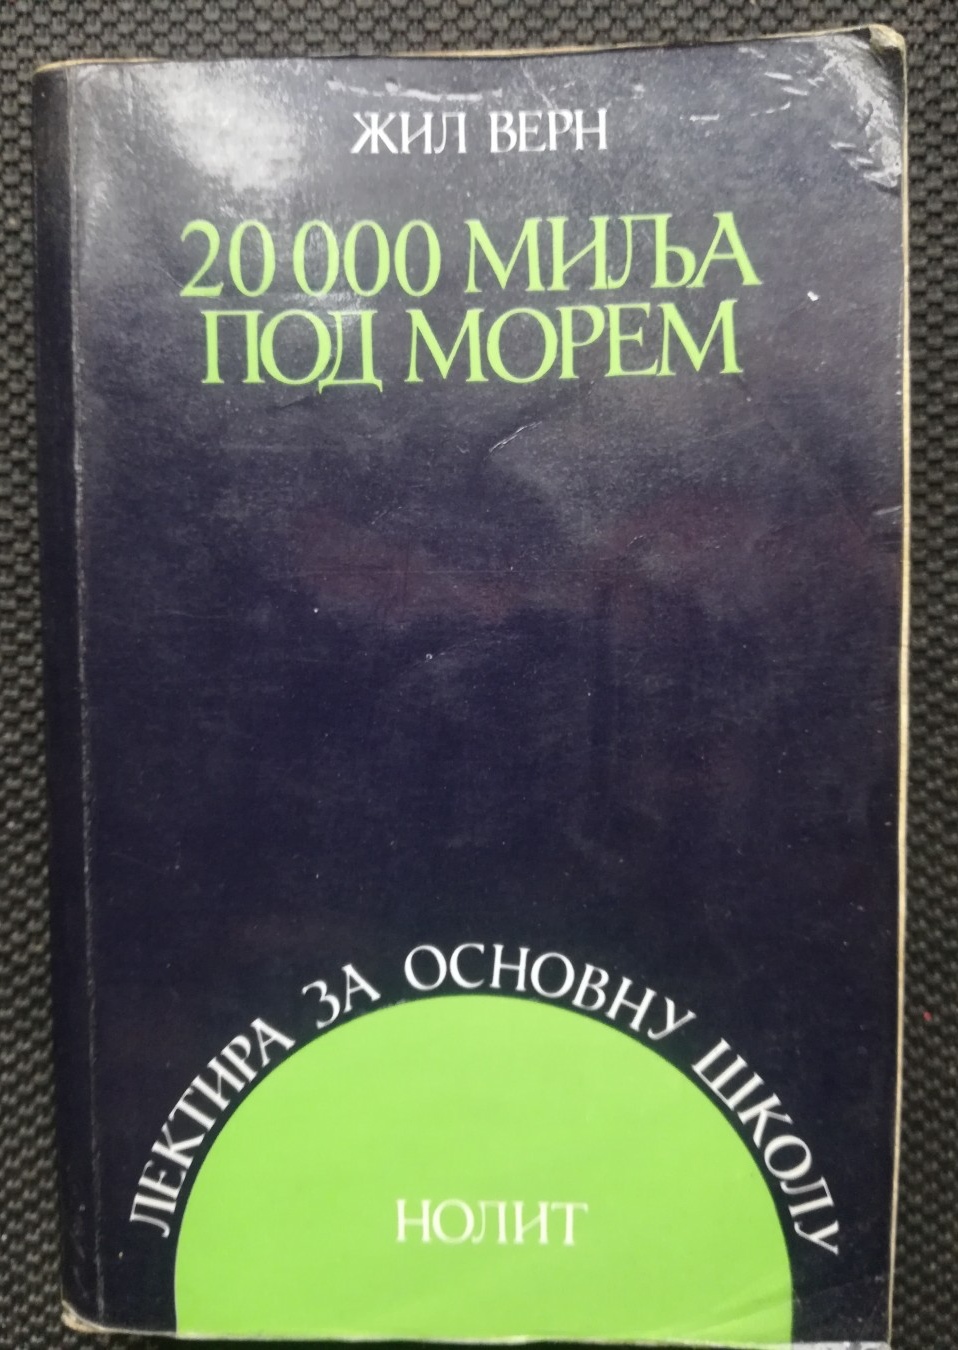 ЖИЛ ВЕРН
20 000 МИЉА
ПОД МОРЕМ
ЛЕКТИРА ЗА ОСНОВНУ ШКОЛУ
НОЛИТ